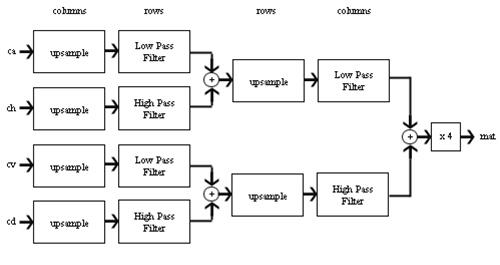 columns rows rows columns
ca upsample Low Pass Filter
+ upsample Low Pass Filter
ch upsample High Pass Filter
+ x 4 mat
cv upsample Low Pass Filter
+ upsample High Pass Filter
cd upsample High Pass Filter